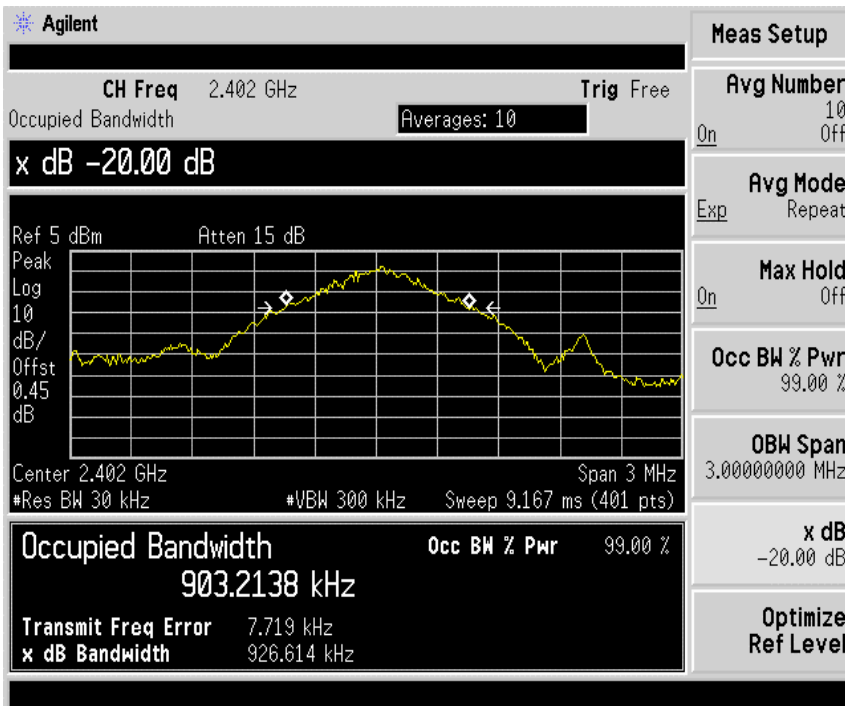 Agilent
CH Freq 2.402 GHz Trig Free
Occupied Bandwidth Averages: 10
x dB -20.00 dB
Ref 5 dBm Atten 15 dB
Peak
Log
10
dB/
Offst
0.45
dB
Center 2.402 GHz Span 3 MHz
#Res BW 30 kHz #VBW 300 kHz Sweep 9.167 ms (401 pts)
Occupied Bandwidth Occ BW % Pwr 99.00 %
903.2138 kHz
Transmit Freq Error 7.719 kHz
x dB Bandwidth 926.614 kHz
Meas Setup
Avg Number
10
On Off
Avg Mode
Exp Repeat
Max Hold
On Off
Occ BW % Pwr
99.00 %
OBW Span
3.00000000 MHz
x dB
-20.00 dB
Optimize
Ref Level